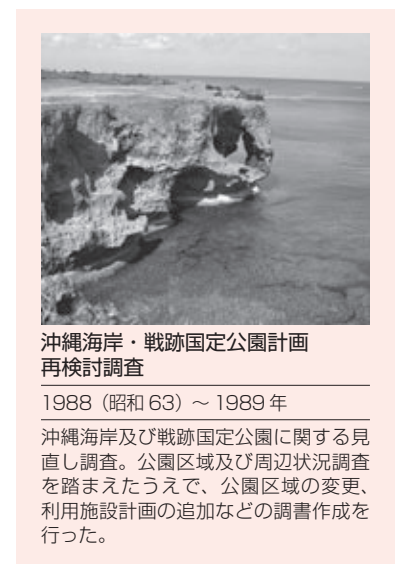 沖縄海岸・戦跡国定公園計画
再検討調査
1988（昭和 63）～ 1989 年
沖縄海岸及び戦跡国定公園に関する見
直し調査。公園区域及び周辺状況調査
を踏まえたうえで、公園区域の変更、
利用施設計画の追加などの調書作成を
行った。